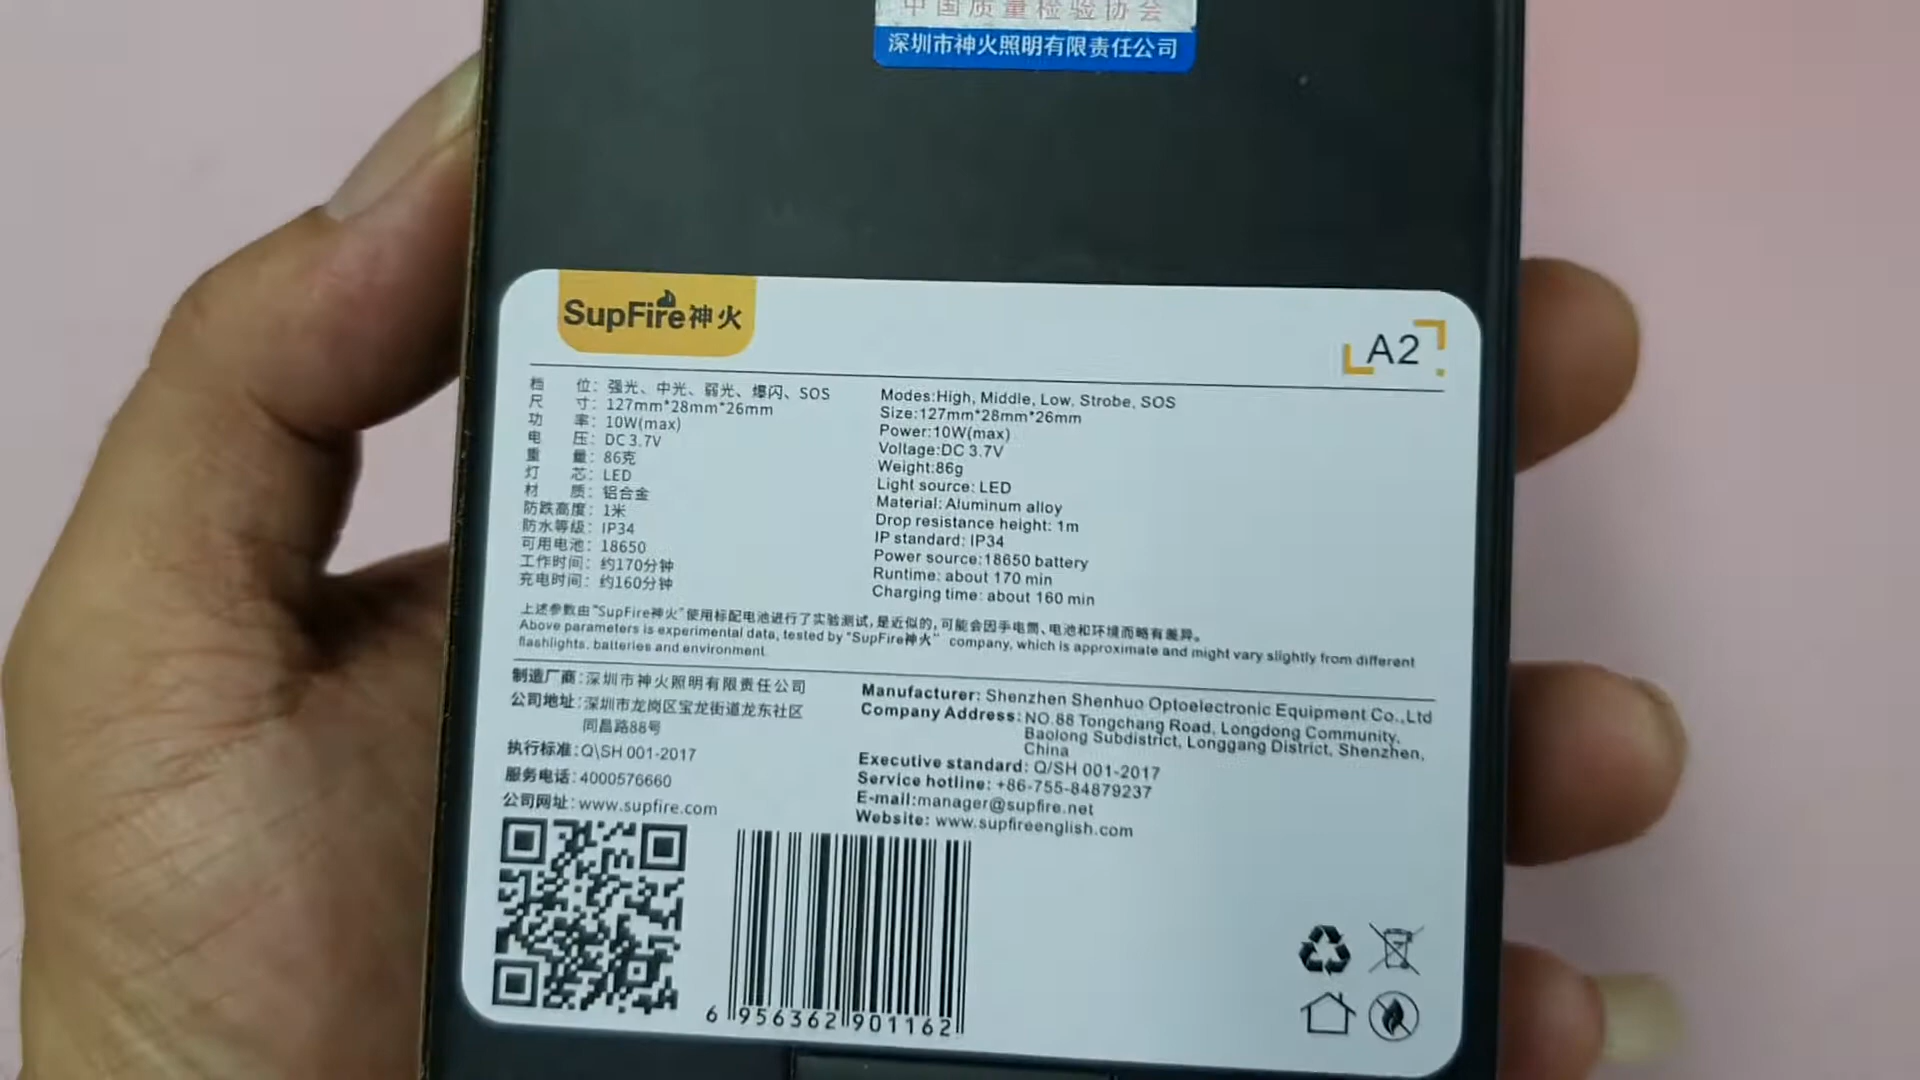 中国质量检验协会
深圳市神火照明有限责任公司
SupFire神火
A2
档位：强光、中光、弱光、爆闪、SOS
尺寸：127mm*28mm*26mm
功率：10W(max)
电压：DC 3.7V
重量：86克
灯芯：LED
材质：铝合金
防跌高度：1米
防水等级：IP34
可用电池：18650
工作时间：约170分钟
充电时间：约160分钟
Modes:High, Middle, Low, Strobe, SOS
Size:127mm*28mm*26mm
Power:10W(max)
Voltage:DC 3.7V
Weight:86g
Light source: LED
Material: Aluminum alloy
Drop resistance height: 1m
IP standard: IP34
Power source:18650 battery
Runtime: about 170 min
Charging time: about 160 min
上述参数由“SupFire神火”使用标配电池进行了实验测试,是近似的,可能会因手电筒、电池和环境而略有差异。
Above parameters is experimental data, tested by "SupFire神火" company, which is approximate and might vary slightly from different
flashlights, batteries and environment.
制造厂商:深圳市神火照明有限责任公司
公司地址:深圳市龙岗区宝龙街道龙东社区
同昌路88号
执行标准:Q\SH 001-2017
服务电话:4000576660
公司网址:www.supfire.com
Manufacturer: Shenzhen Shenhuo Optoelectronic Equipment Co.,Ltd
Company Address: NO.88 Tongchang Road, Longdong Community,
Baolong Subdistrict, Longgang District, Shenzhen,
China
Executive standard: Q/SH 001-2017
Service hotline: +86-755-84879237
E-mail:manager@supfire.net
Website: www.supfireenglish.com
6 956362 901162